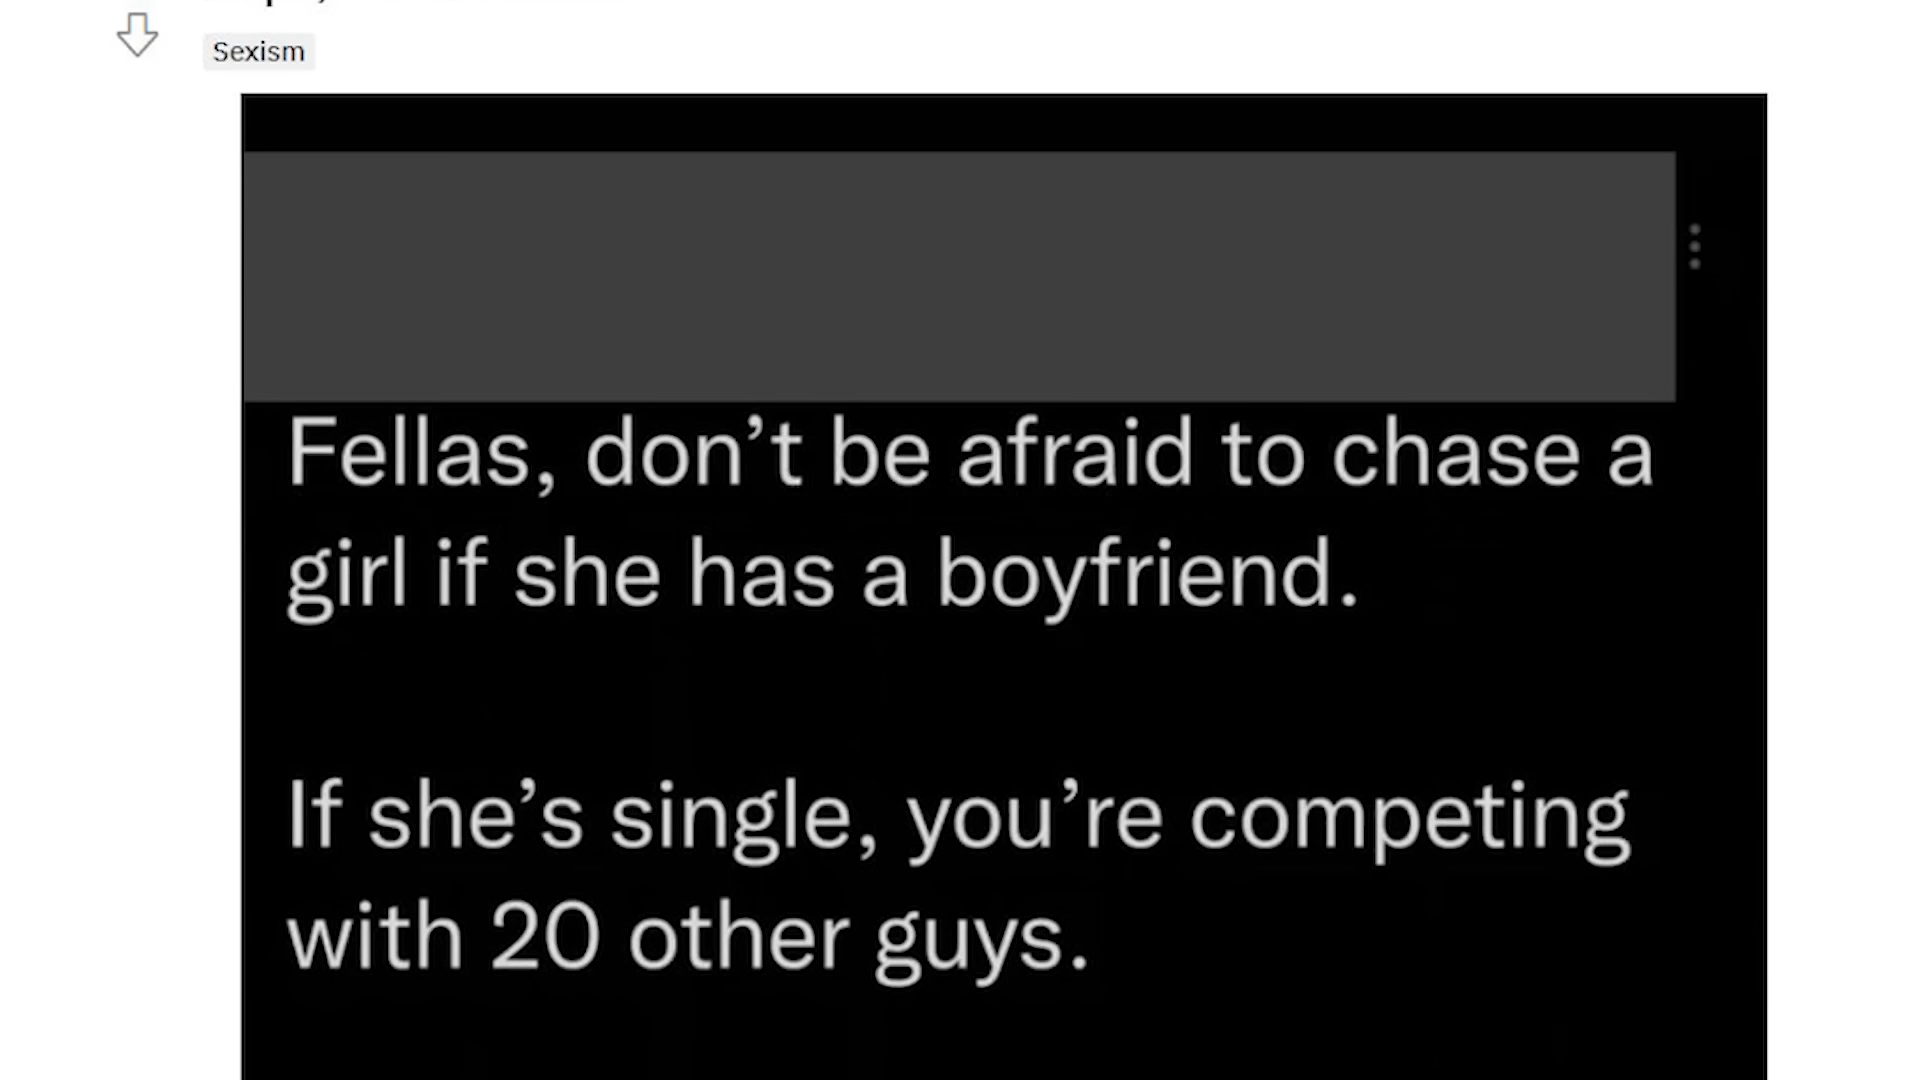 Sexism
Fellas, don’t be afraid to chase a
girl if she has a boyfriend.
If she’s single, you’re competing
with 20 other guys.